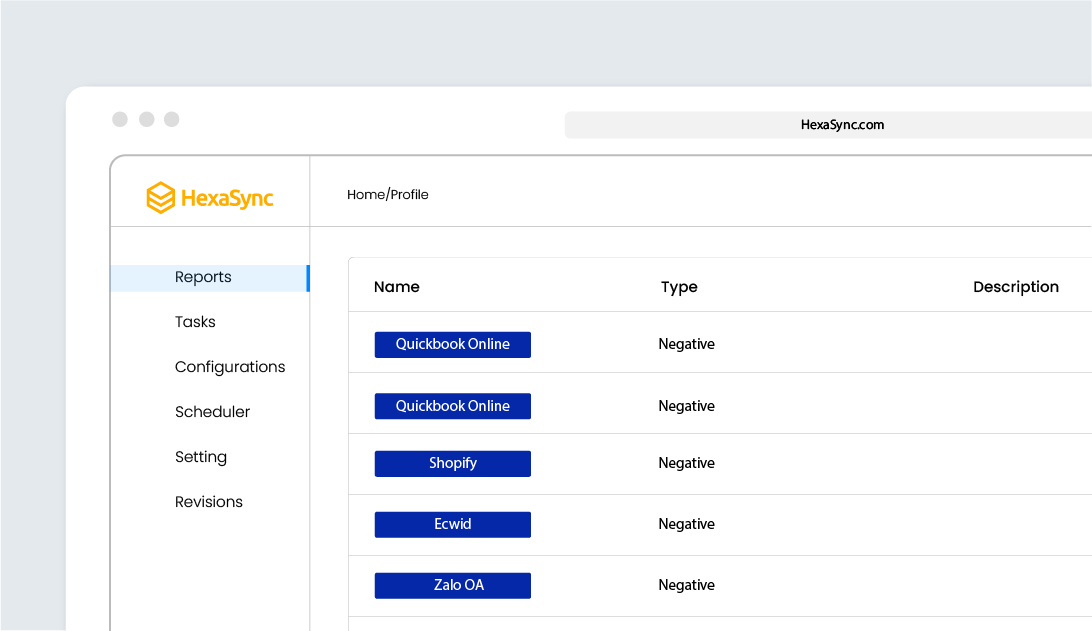 HexaSync.com
HexaSync
Home/Profile
Reports
Tasks
Configurations
Scheduler
Setting
Revisions
Name Type Description
Quickbook Online Negative
Quickbook Online Negative
Shopify Negative
Ecwid Negative
Zalo OA Negative